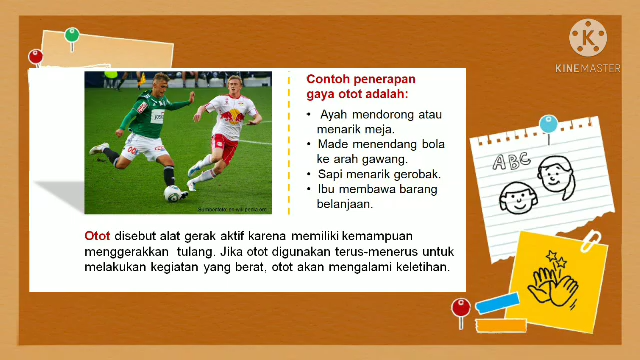 KINEMASTER
Contoh penerapan
gaya otot adalah:
• Ayah mendorong atau
menarik meja.
• Made menendang bola
ke arah gawang.
• Sapi menarik gerobak.
• Ibu membawa barang
belanjaan.
Otot disebut alat gerak aktif karena memiliki kemampuan
menggerakkan tulang. Jika otot digunakan terus-menerus untuk
melakukan kegiatan yang berat, otot akan mengalami keletihan.
ABC
Red Bull